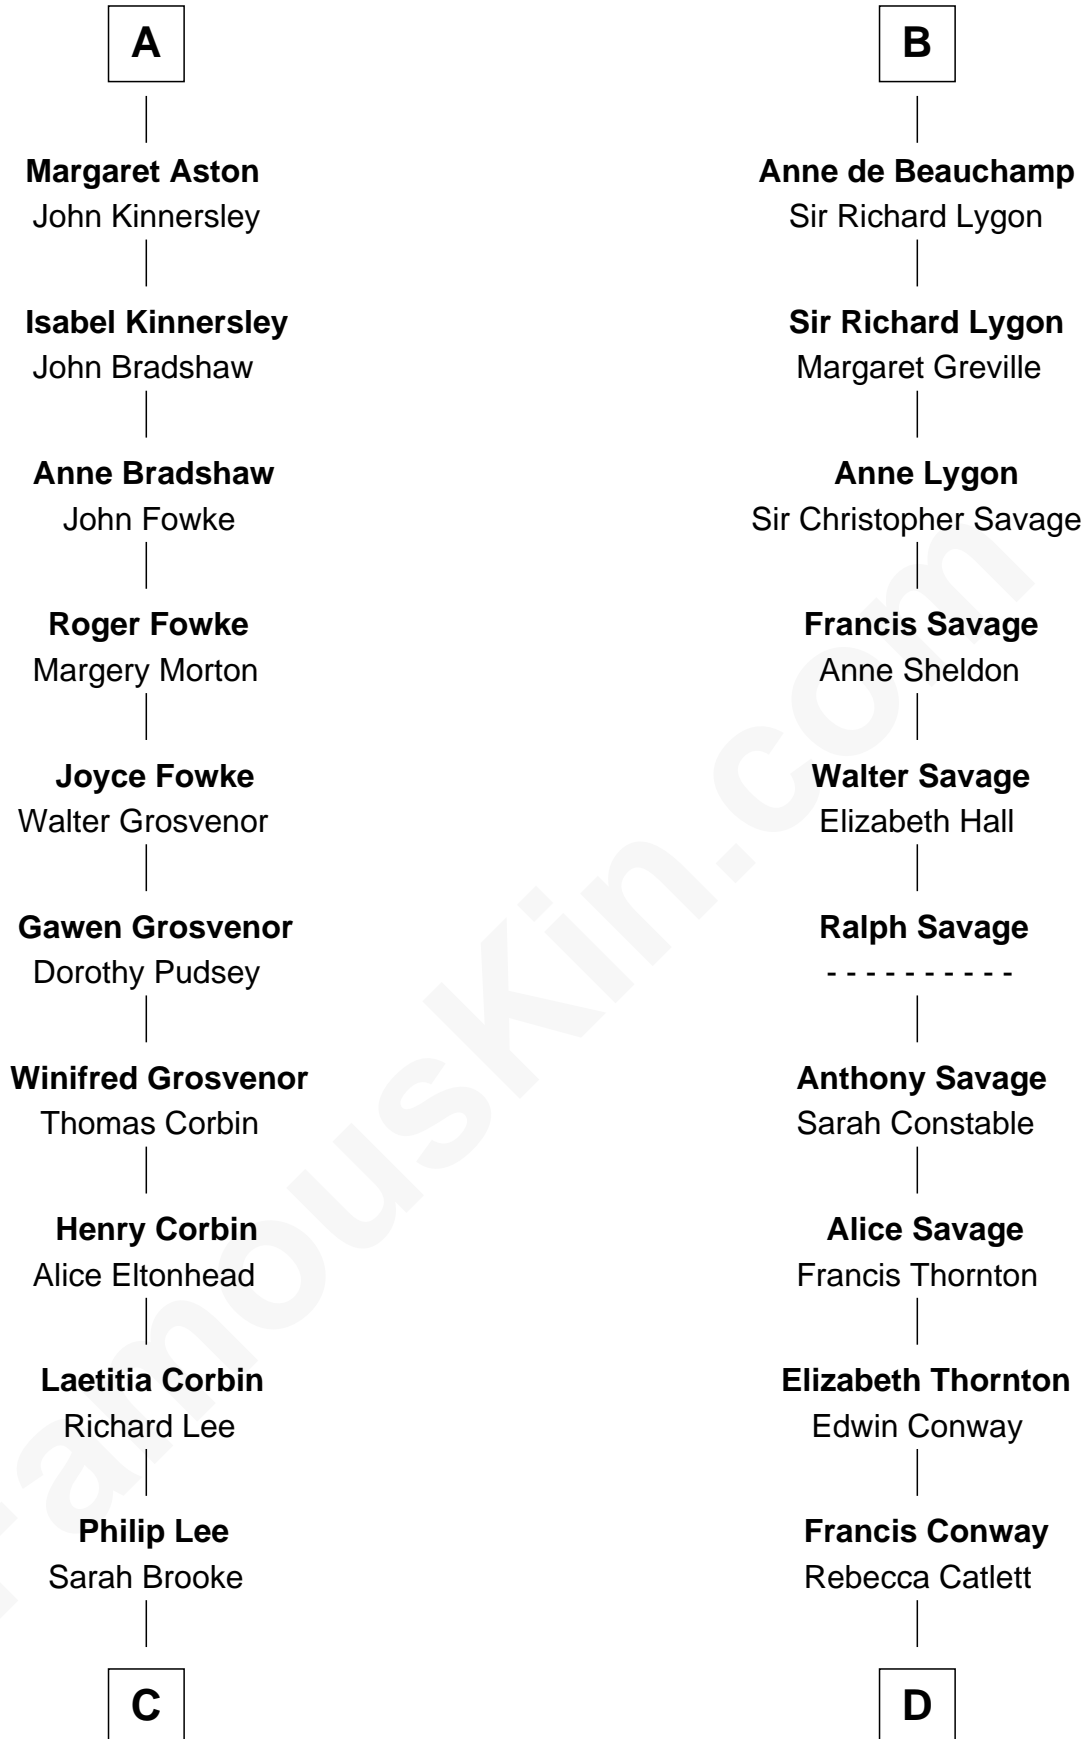 A
Margaret Aston
John Kinnersley
Isabel Kinnersley
John Bradshaw
Anne Bradshaw
John Fowke
Roger Fowke
Margery Morton
Joyce Fowke
Walter Grosvenor
Gawen Grosvenor
Dorothy Pudsey
Winifred Grosvenor
Thomas Corbin
Henry Corbin
Alice Eltonhead
Laetitia Corbin
Richard Lee
Philip Lee
Sarah Brooke
C
B
Anne de Beauchamp
Sir Richard Lygon
Sir Richard Lygon
Margaret Greville
Anne Lygon
Sir Christopher Savage
Francis Savage
Anne Sheldon
Walter Savage
Elizabeth Hall
Ralph Savage
- - - - - - - - - -
Anthony Savage
Sarah Constable
Alice Savage
Francis Thornton
Elizabeth Thornton
Edwin Conway
Francis Conway
Rebecca Catlett
D
FamousKin.com